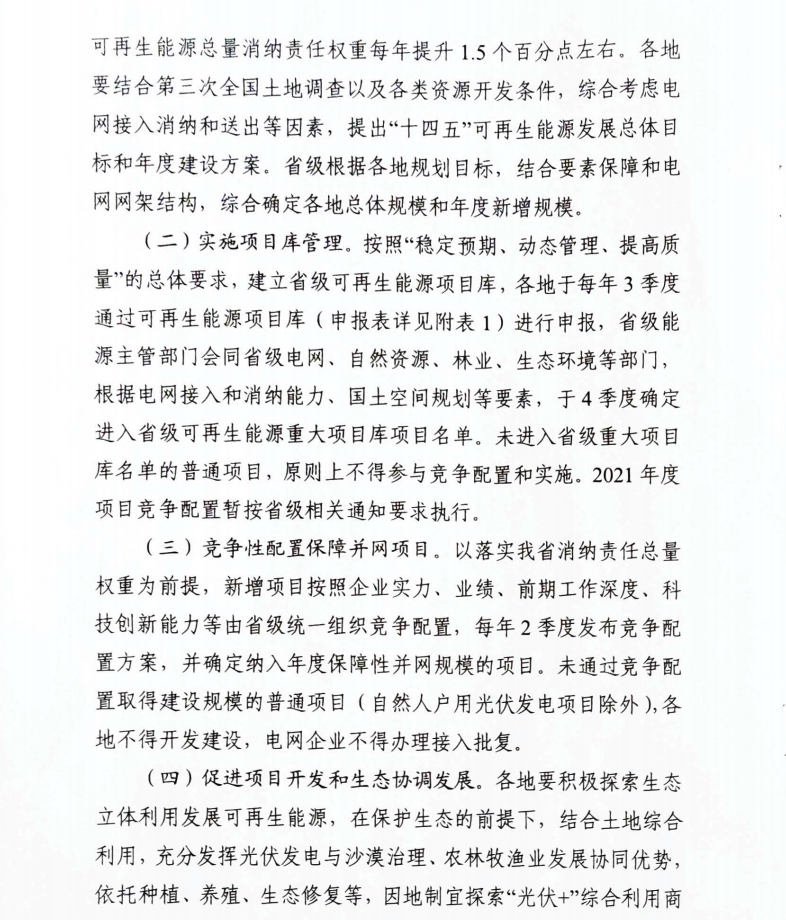 可再生能源总量消纳责任权重每年提升 1.5 个百分点左右。各地
要结合第三次全国土地调查以及各类资源开发条件，综合考虑电
网接入消纳和送出等因素，提出“十四五”可再生能源发展总体目
标和年度建设方案。省级根据各地规划目标，结合要素保障和电
网网架结构，综合确定各地总体规模和年度新增规模。
（二）实施项目库管理。按照“稳定预期、动态管理、提高质
量”的总体要求，建立省级可再生能源项目库，各地于每年 3 季度
通过可再生能源项目库（申报表详见附表 1）进行申报，省级能
源主管部门会同省级电网、自然资源、林业、生态环境等部门，
根据电网接入和消纳能力、国土空间规划等要素，于 4 季度确定
进入省级可再生能源重大项目库项目名单。未进入省级重大项目
库名单的普通项目，原则上不得参与竞争配置和实施。2021 年度
项目竞争配置暂按省级相关通知要求执行。
（三）竞争性配置保障并网项目。以落实我省消纳责任总量
权重为前提，新增项目按照企业实力、业绩、前期工作深度、科
技创新能力等由省级统一组织竞争配置，每年 2 季度发布竞争配
置方案，并确定纳入年度保障性并网规模的项目。未通过竞争配
置取得建设规模的普通项目（自然人户用光伏发电项目除外），各
地不得开发建设，电网企业不得办理接入批复。
（四）促进项目开发和生态协调发展。各地要积极探索生态
立体利用发展可再生能源，在保护生态的前提下，结合土地综合
利用，充分发挥光伏发电与沙漠治理、农林牧渔业发展协同优势，
依托种植、养殖、生态修复等，因地制宜探索“光伏+”综合利用商